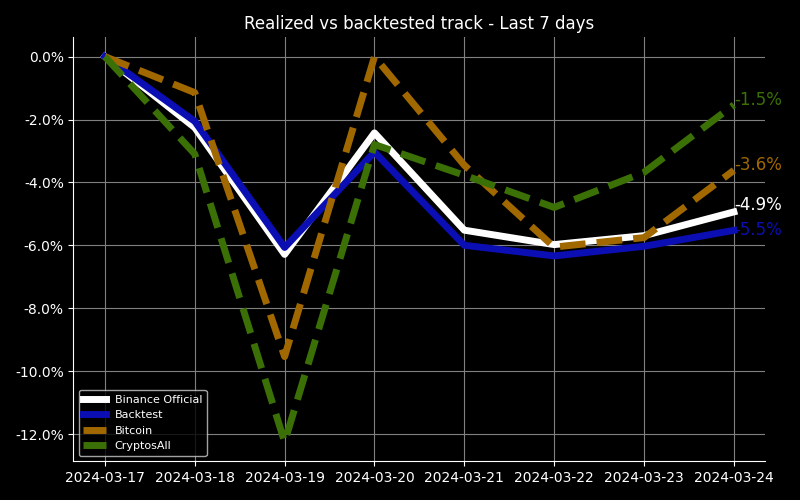 Realized vs backtested track - Last 7 days
0.0%
-2.0%
-4.0%
-6.0%
-8.0%
-10.0%
-12.0%
-1.5%
-3.6%
-4.9%
-5.5%
Binance Official
Backtest
Bitcoin
CryptosAll
2024-03-17 2024-03-18 2024-03-19 2024-03-20 2024-03-21 2024-03-22 2024-03-23 2024-03-24